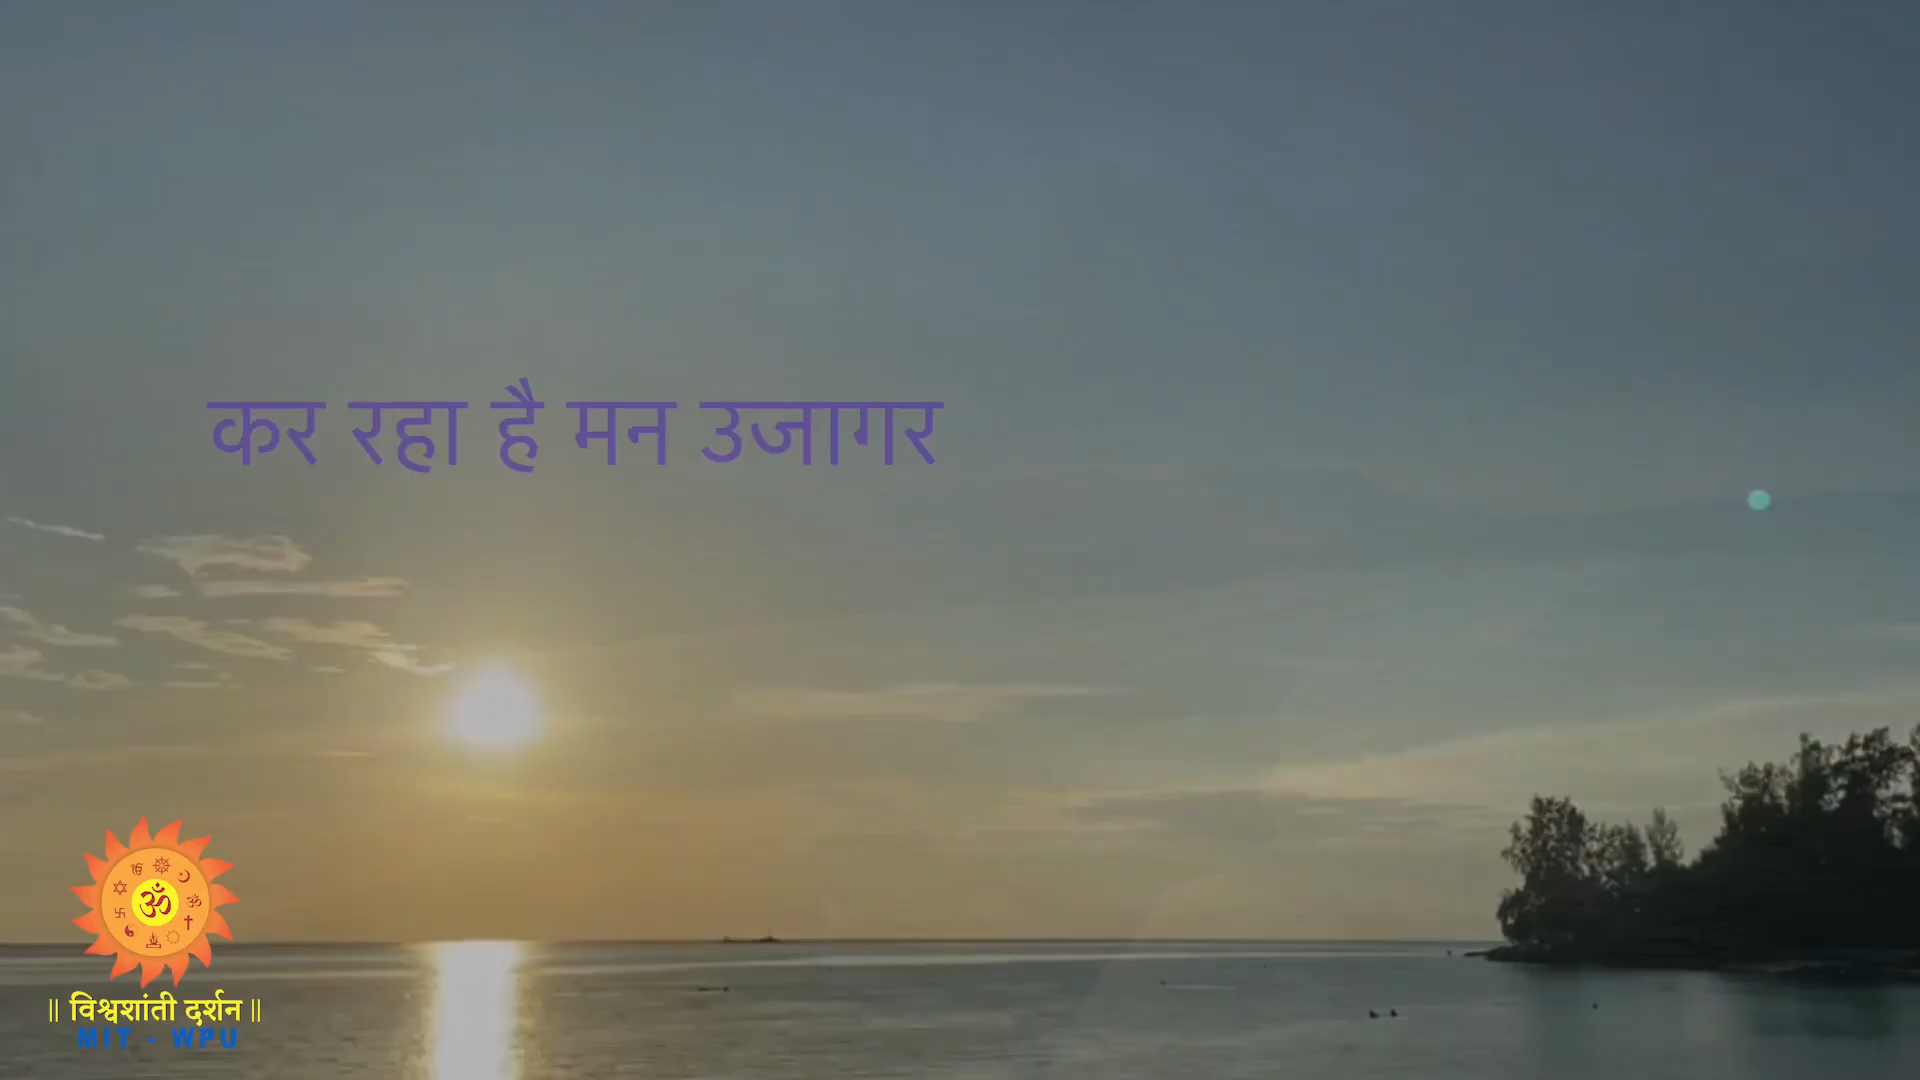 कर रहा है मन उजागर
॥ विश्वशांती दर्शन ॥
MIT - WPU